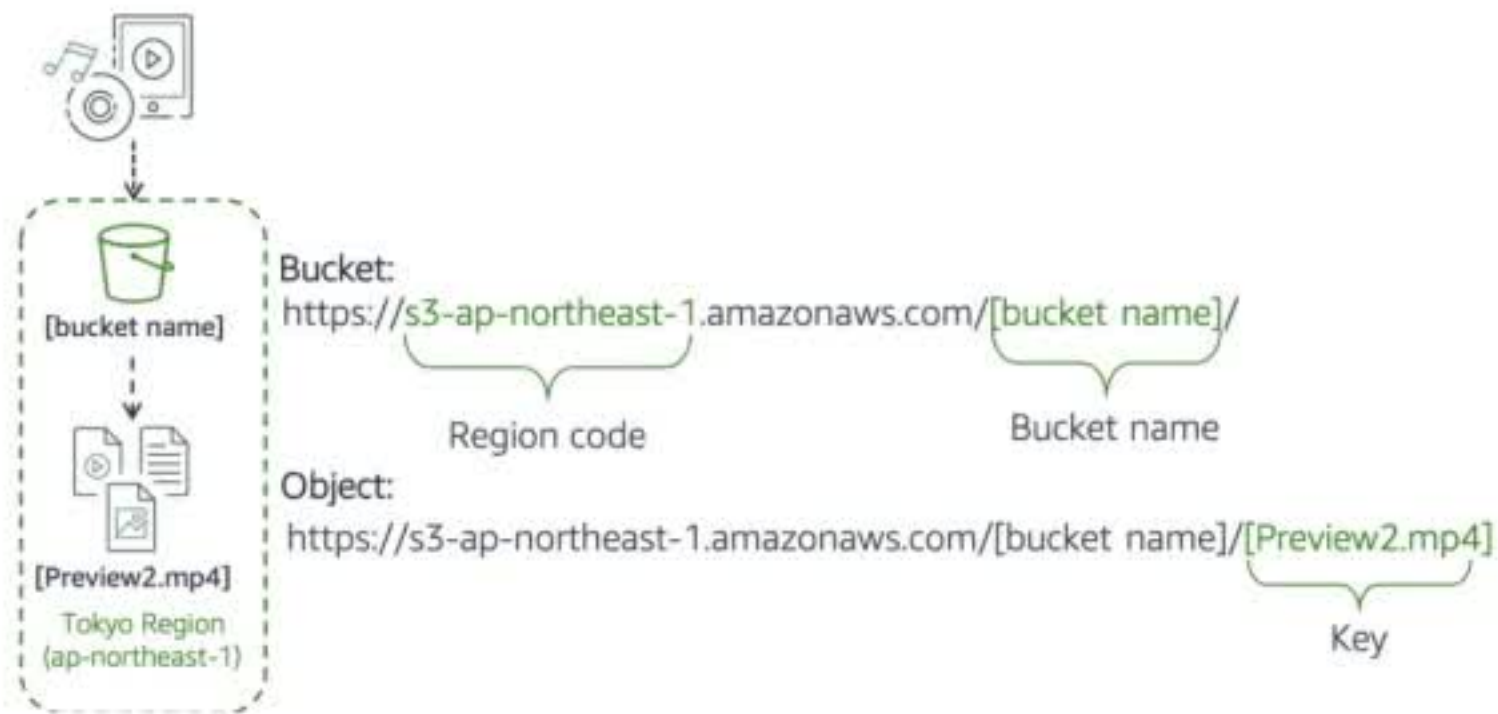 [bucket name]
[Preview2.mp4]
Tokyo Region
(ap-northeast-1)
Bucket:
https://s3-ap-northeast-1.amazonaws.com/[bucket name]/
Region code
Bucket name
Object:
https://s3-ap-northeast-1.amazonaws.com/[bucket name]/[Preview2.mp4]
Key